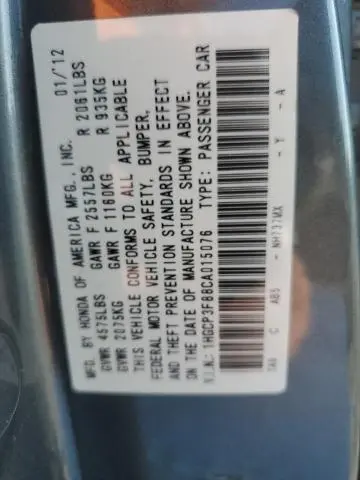 MFD. BY HONDA OF AMERICA MFG., INC. 01/'12
GVWR 4575LBS GAWR F 2557LBS R 2061LBS
GVWR 2075KG GAWR F 1160KG R 935KG
THIS VEHICLE CONFORMS TO ALL APPLICABLE
FEDERAL MOTOR VEHICLE SAFETY, BUMPER,
AND THEFT PREVENTION STANDARDS IN EFFECT
ON THE DATE OF MANUFACTURE SHOWN ABOVE.
V.I.N.: 1HGCP3F88CA015076 TYPE: PASSENGER CAR
TA6 C AB5 - NH737MX - Y - A